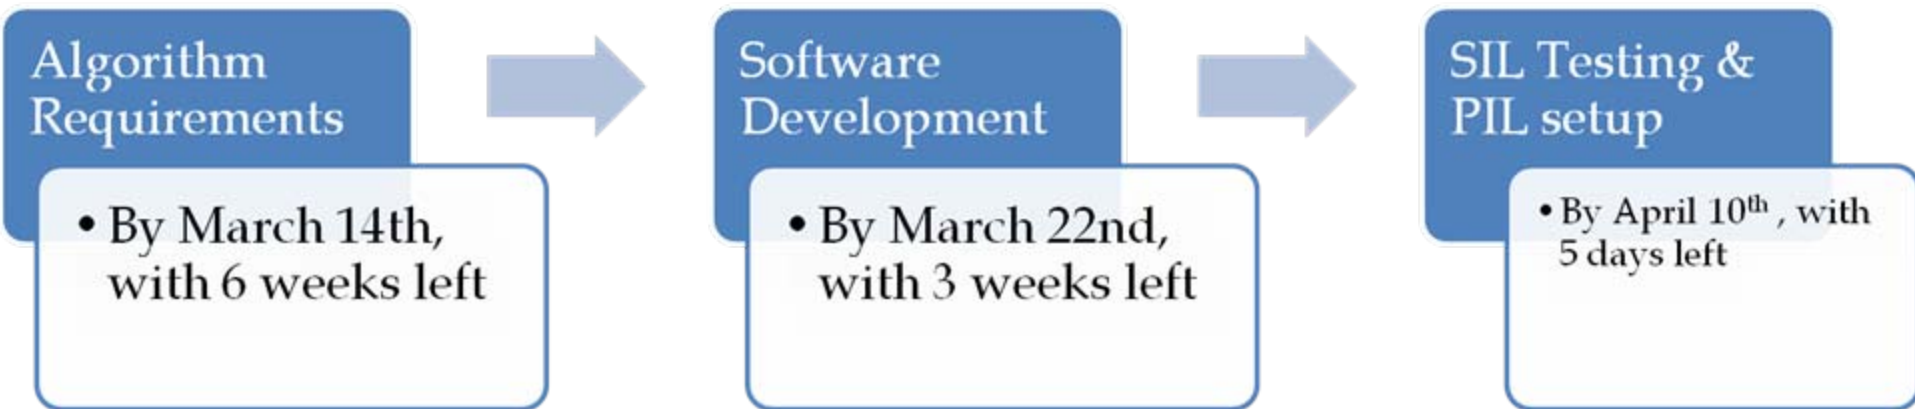 Algorithm
Requirements
• By March 14th,
with 6 weeks left
Software
Development
• By March 22nd,
with 3 weeks left
SIL Testing &
PIL setup
• By April 10th , with
5 days left